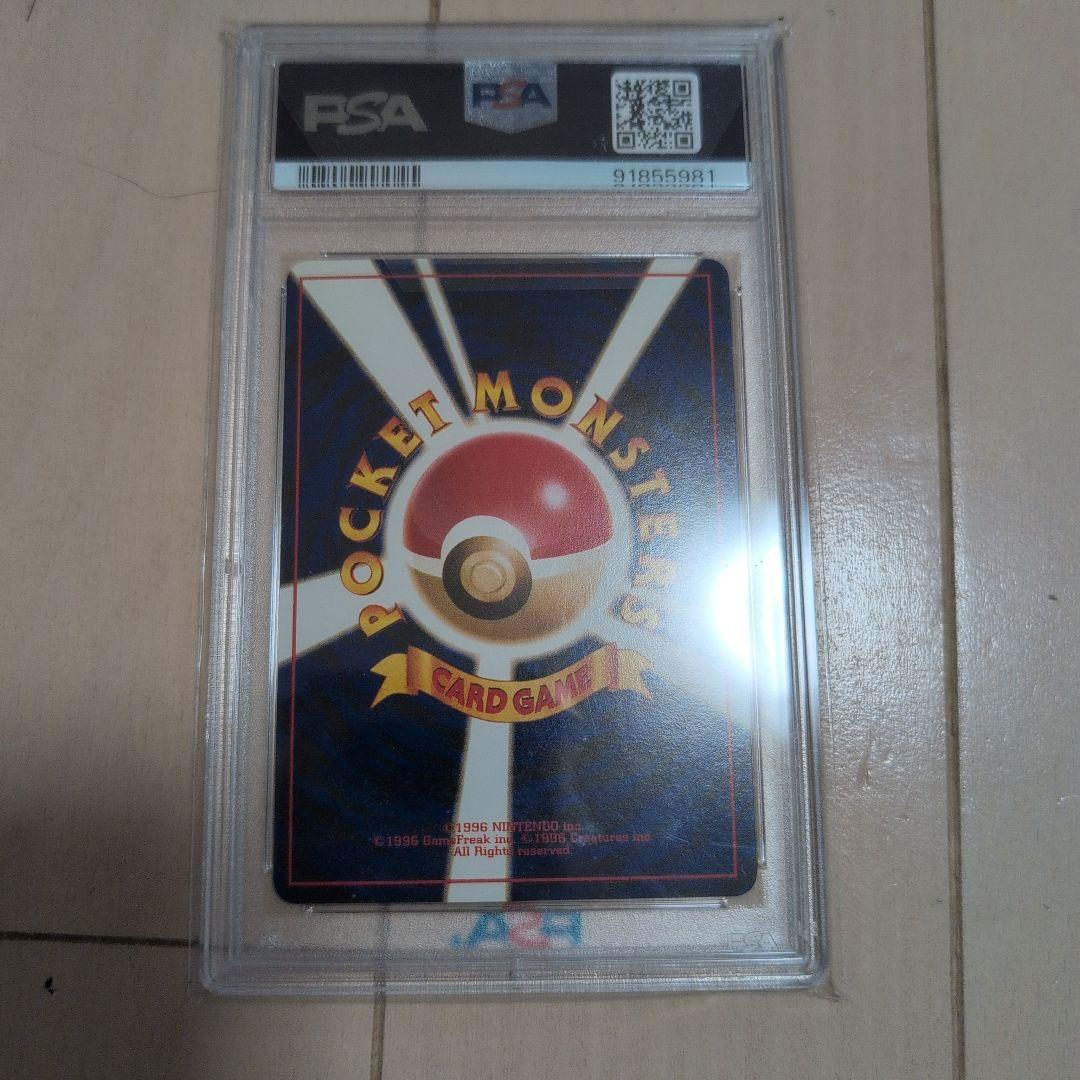 PSA
PSA
91855981
POCKET MONSTERS
CARD GAME
©1996 NINTENDO inc.
©1996 GameFreak inc. ©1996 Creatures inc.
All Rights reserved.
PSA
PSA